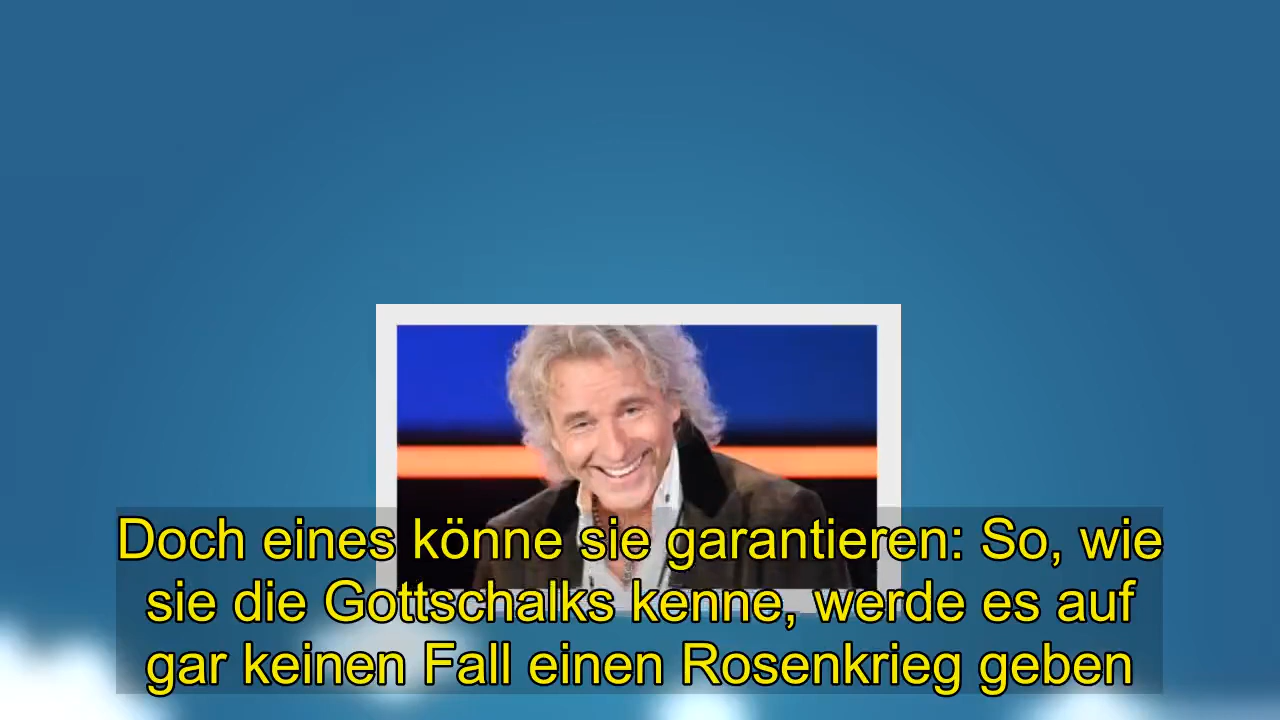 Doch eines könne sie garantieren: So, wie
sie die Gottschalks kenne, werde es auf
gar keinen Fall einen Rosenkrieg geben